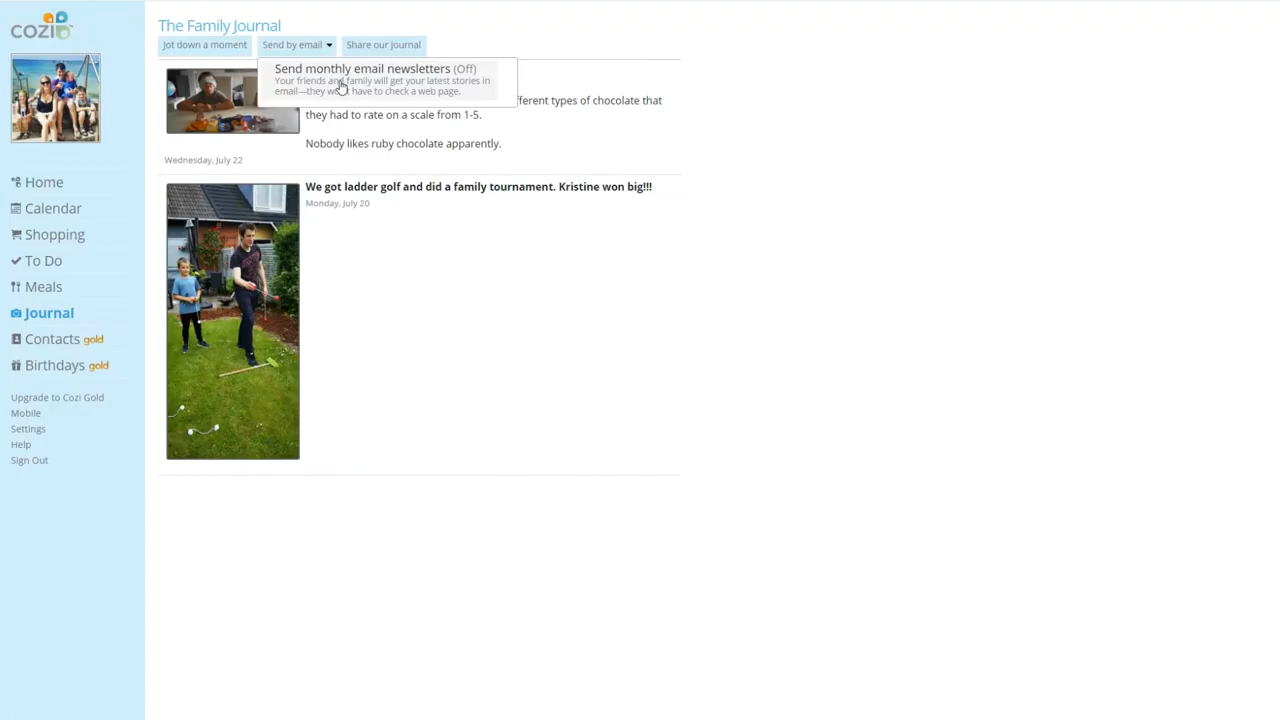 COZI
The Family Journal
Jot down a moment
Send by email
Share our journal
Send monthly email newsletters (Off)
Your friends and family will get your latest stories in
email—they have to check a web page.
types of chocolate that
they had to rate on a scale from 1-5.
Nobody likes ruby chocolate apparently.
Wednesday, July 22
We got ladder golf and did a family tournament. Kristine won big!!!
Monday, July 20
Home
Calendar
Shopping
To Do
Meals
Journal
Contacts gold
Birthdays gold
Upgrade to Cozi Gold
Mobile
Settings
Help
Sign Out